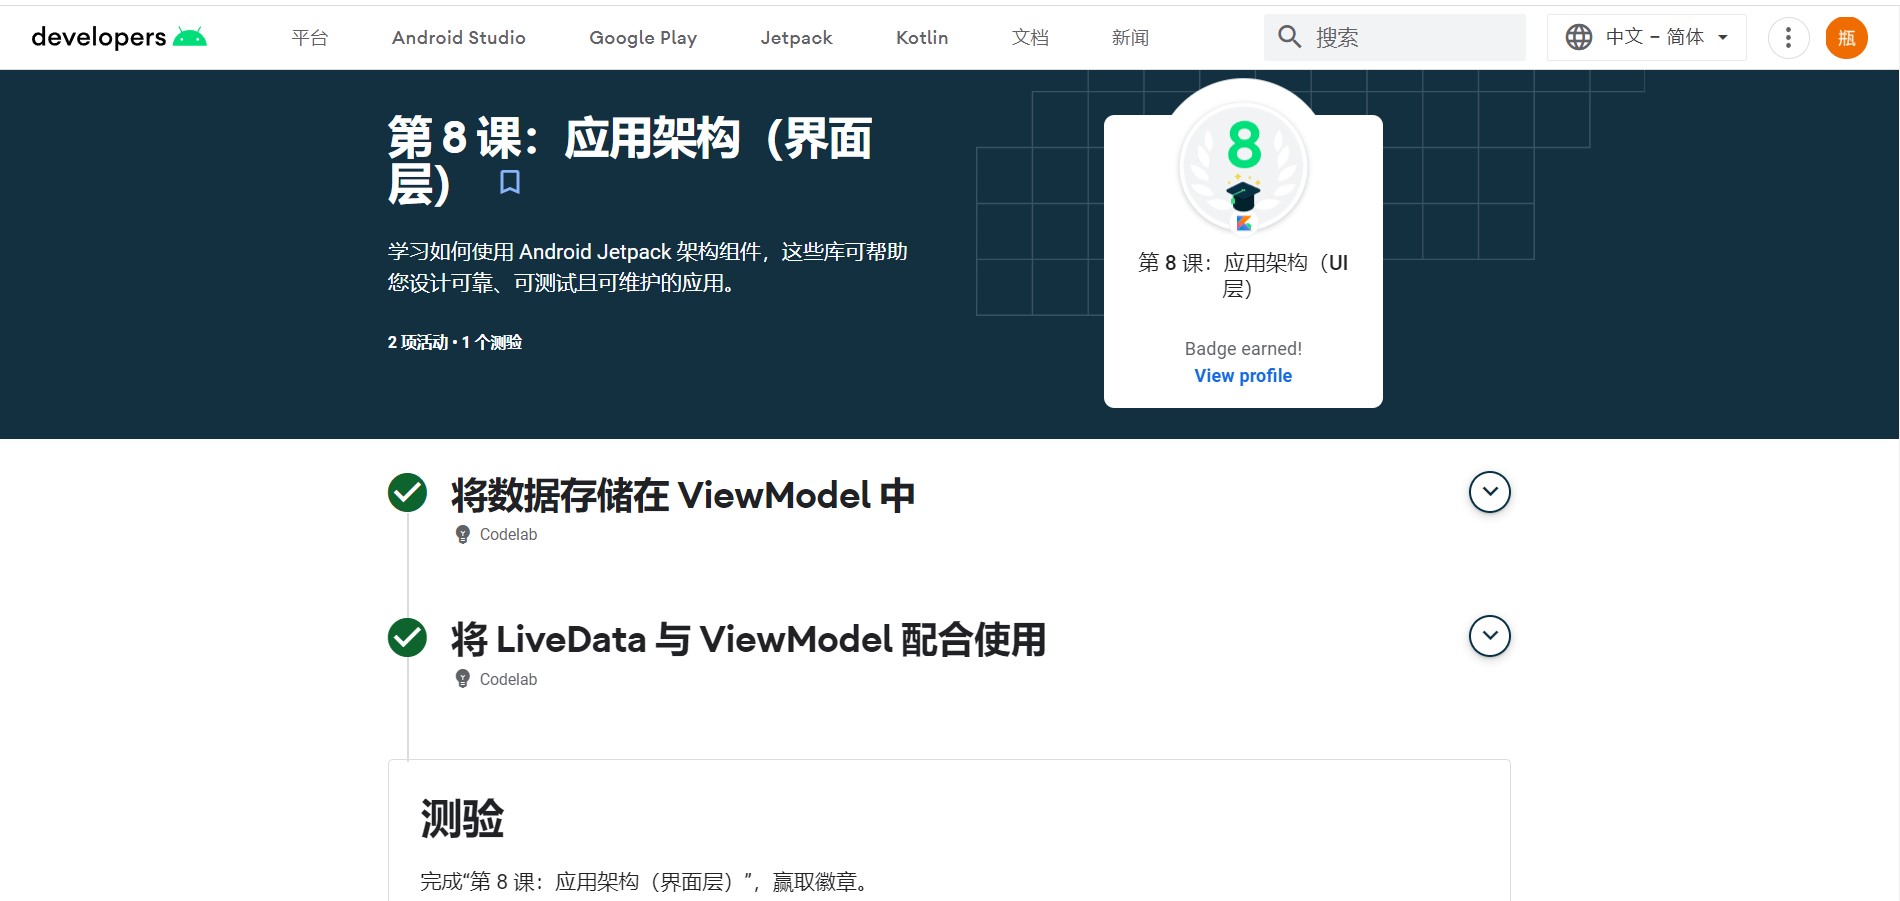 developers
平台
Android Studio
Google Play
Jetpack
Kotlin
文档
新闻
搜索
中文 – 简体
瓶
第 8 课：应用架构（界面
层）
学习如何使用 Android Jetpack 架构组件，这些库可帮助
您设计可靠、可测试且可维护的应用。
2 项活动 • 1 个测验
8
第 8 课：应用架构（UI
层）
Badge earned!
View profile
将数据存储在 ViewModel 中
Codelab
将 LiveData 与 ViewModel 配合使用
Codelab
测验
完成“第 8 课：应用架构（界面层）”，赢取徽章。